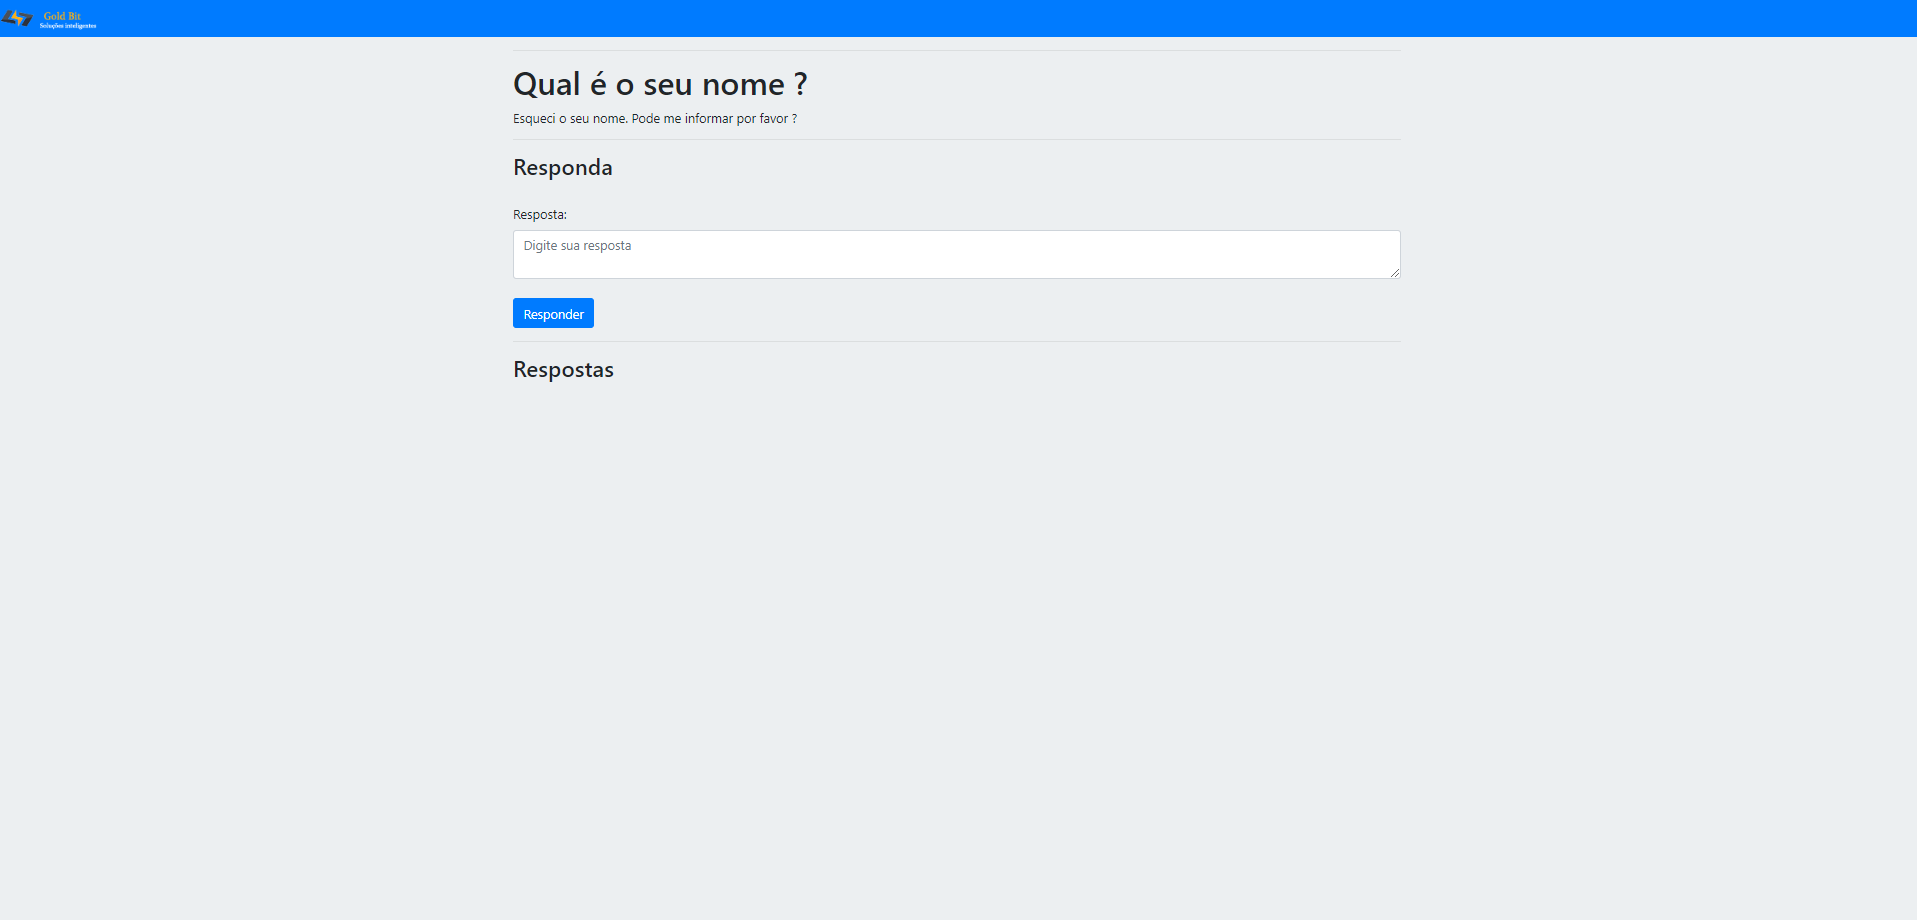 Gold Bit
Soluções inteligentes
Qual é o seu nome ?
Esqueci o seu nome. Pode me informar por favor ?
Responda
Resposta:
Digite sua resposta
Responder
Respostas